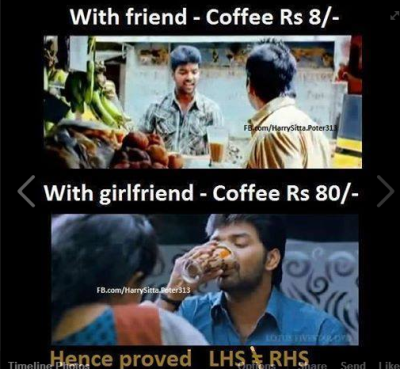 With friend - Coffee Rs 8/-
FB.com/HarrySitta.Poter313
With girlfriend - Coffee Rs 80/-
FB.com/HarrySitta.Poter313
Hence proved LHS ≠ RHS
Timeline Photos Options Share Send Like